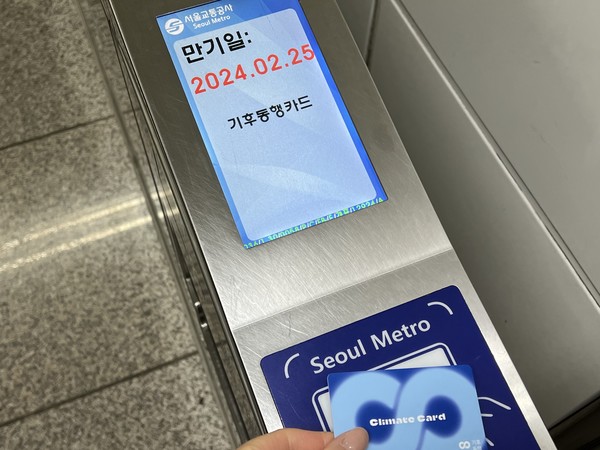 서울교통공사
Seoul Metro
만기일:
2024.02.25
기후동행카드
Seoul Metro
Climate Card